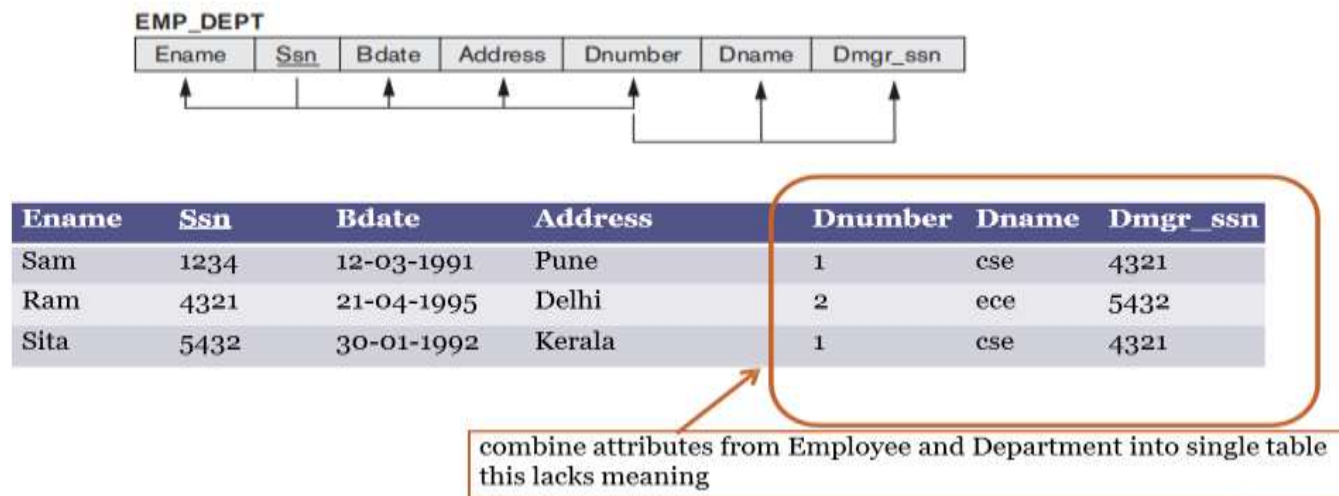 EMP_DEPT
Ename Ssn Bdate Address Dnumber Dname Dmgr_ssn
Ename Ssn Bdate Address Dnumber Dname Dmgr_ssn
Sam 1234 12-03-1991 Pune 1 cse 4321
Ram 4321 21-04-1995 Delhi 2 ece 5432
Sita 5432 30-01-1992 Kerala 1 cse 4321
combine attributes from Employee and Department into single table
this lacks meaning